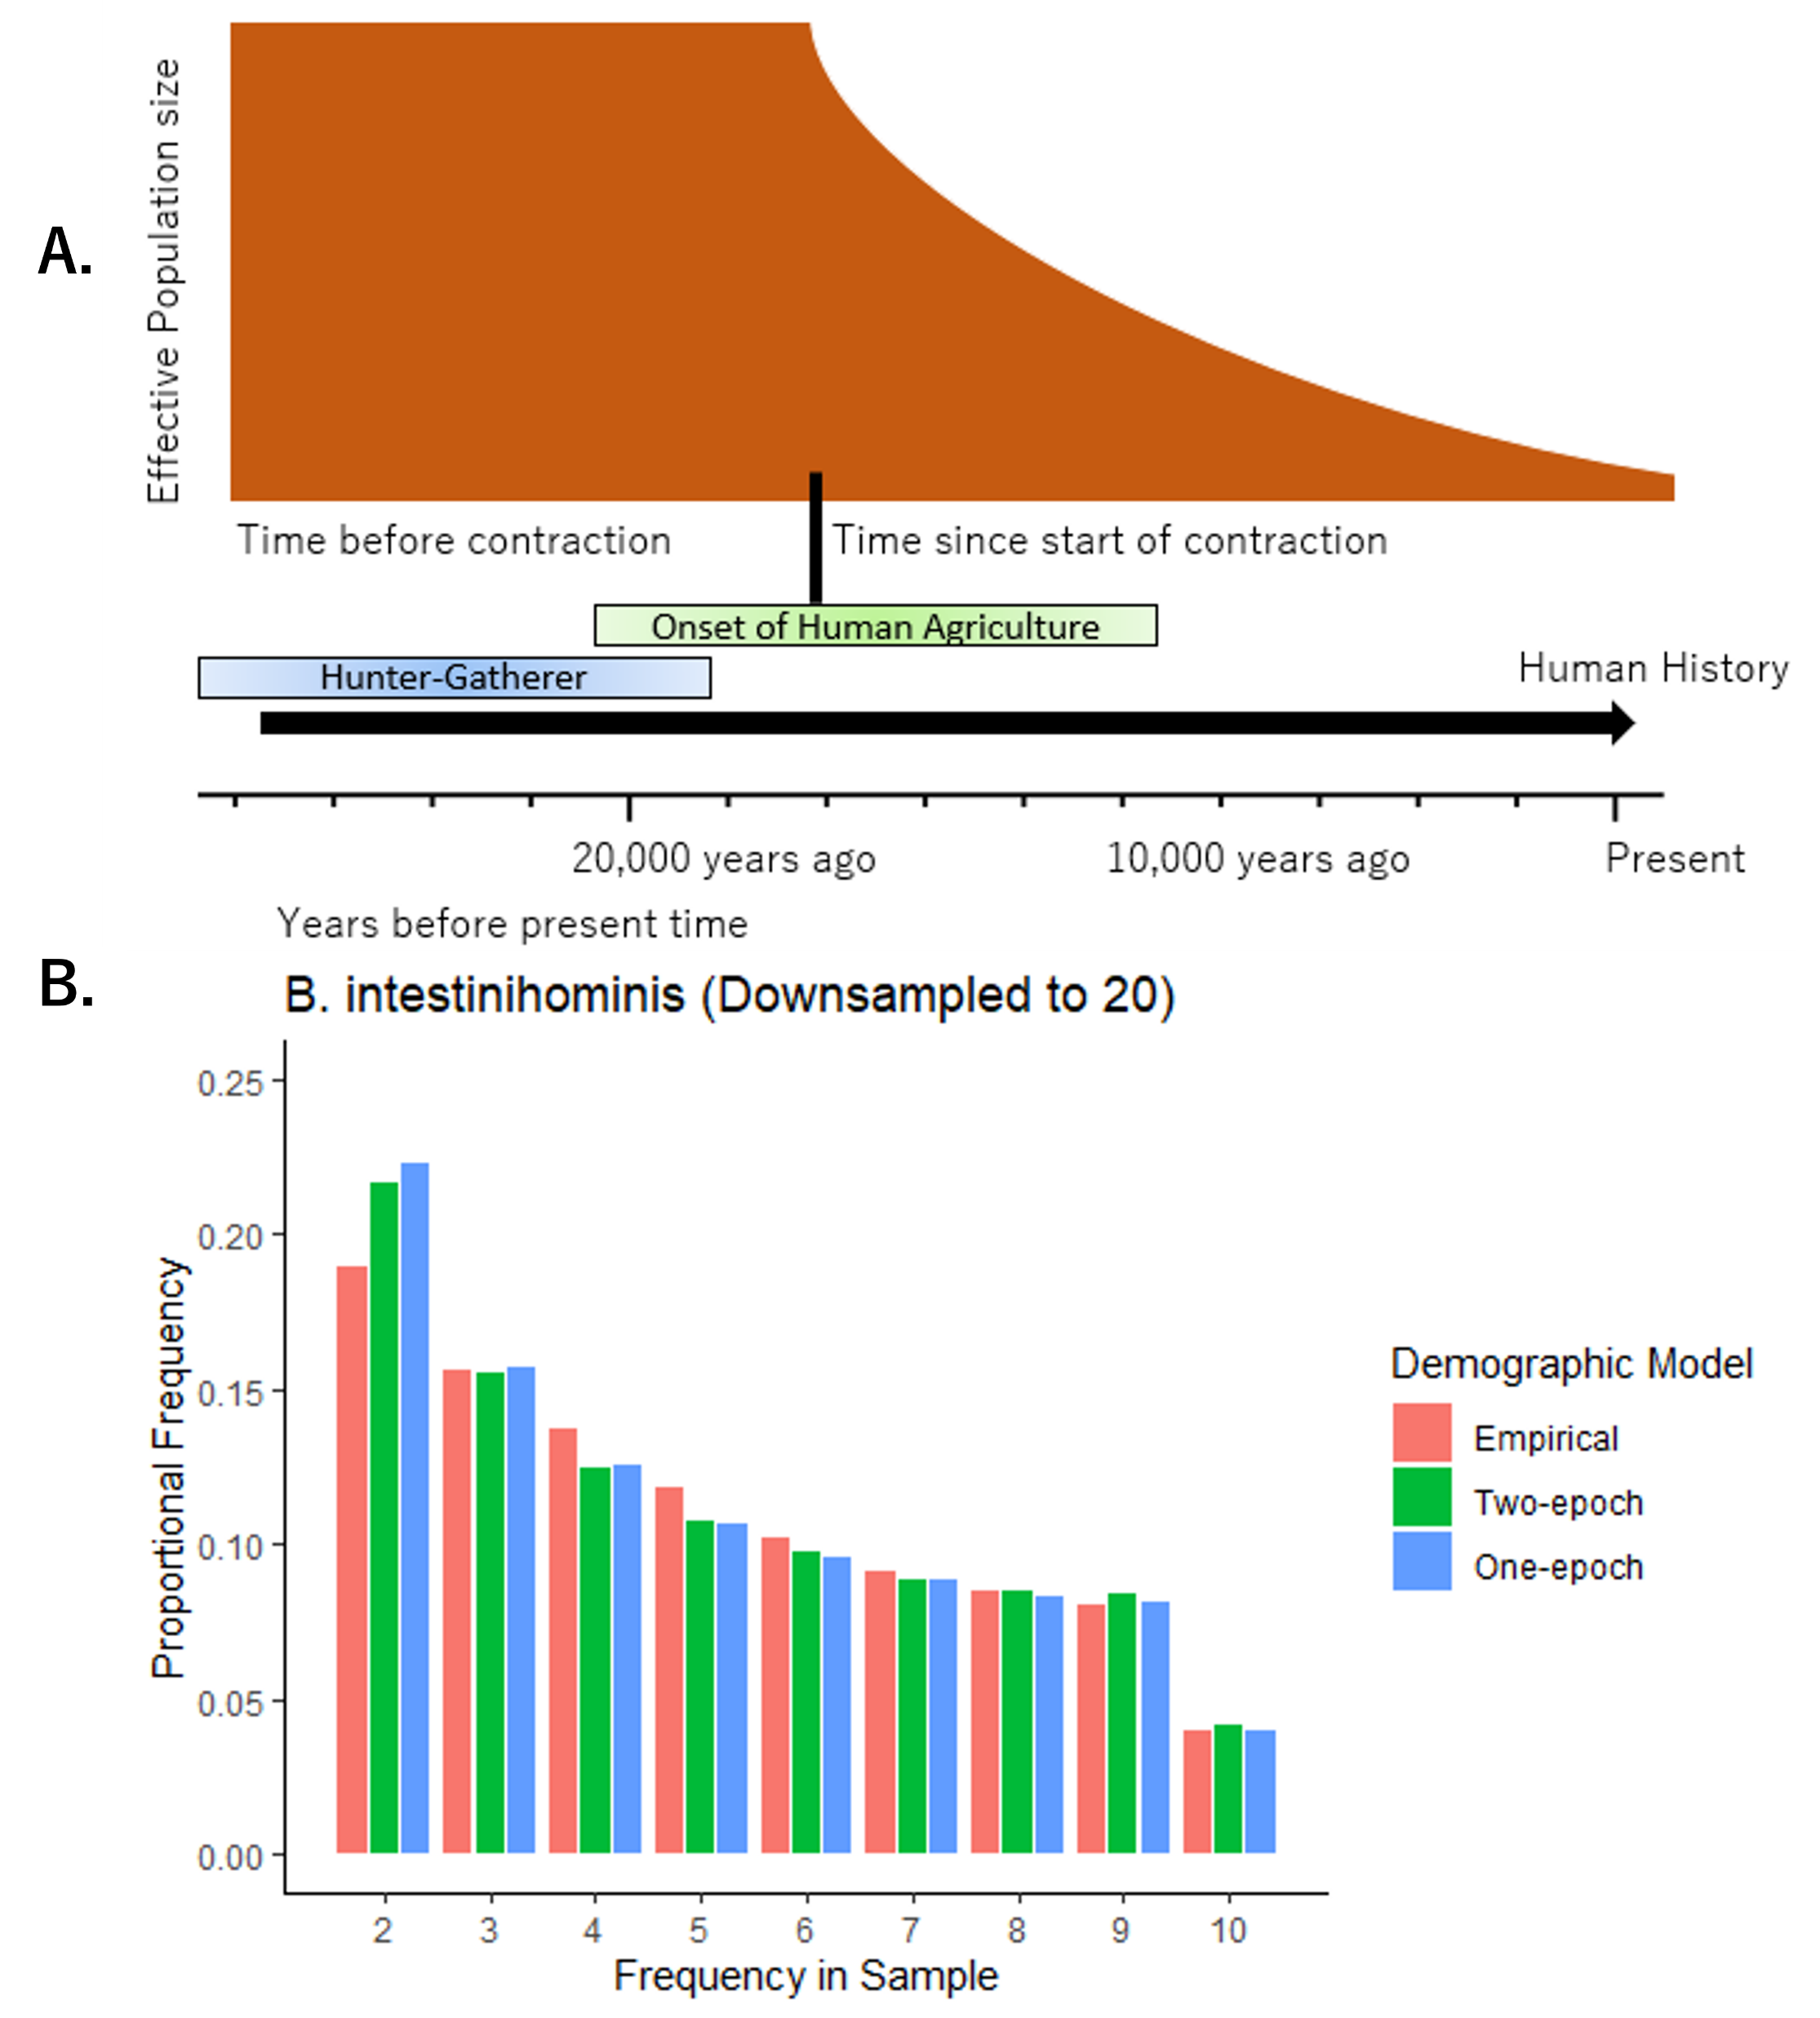 A.
Effective Population size
Time before contraction
Time since start of contraction
Onset of Human Agriculture
Hunter-Gatherer
Human History
20,000 years ago
10,000 years ago
Present
Years before present time
B.
B. intestinihominis (Downsampled to 20)
Proportional Frequency
0.25
0.20
0.15
0.10
0.05
0.00
2 3 4 5 6 7 8 9 10
Frequency in Sample
Demographic Model
Empirical
Two-epoch
One-epoch